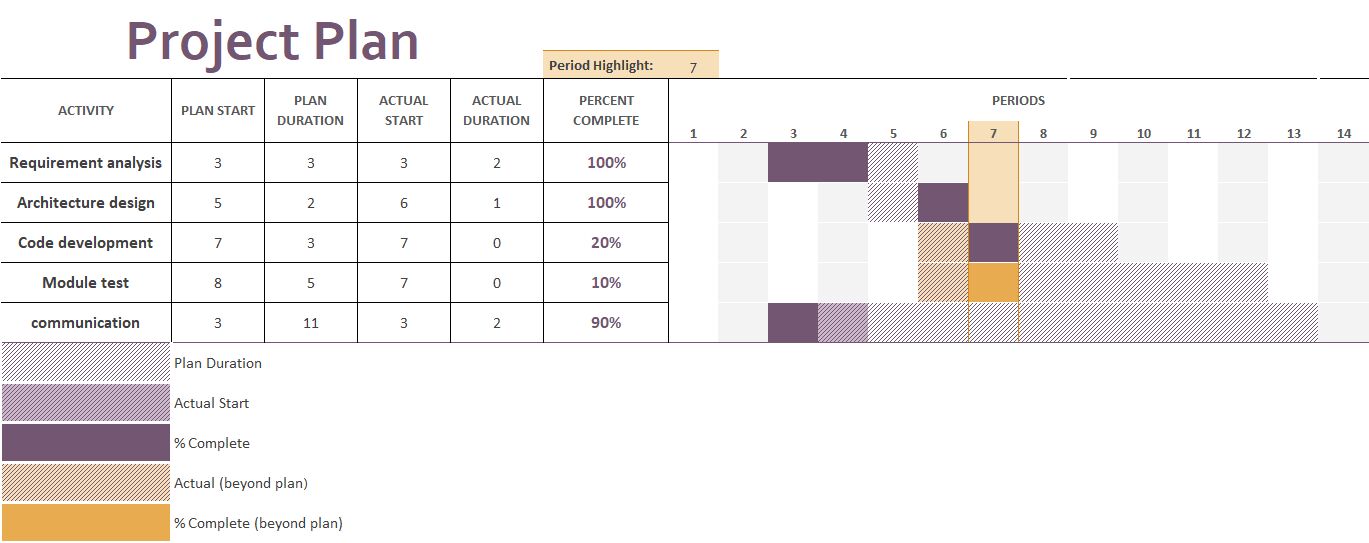 Project Plan
Period Highlight: 7
ACTIVITY PLAN START PLAN DURATION ACTUAL START ACTUAL DURATION PERCENT COMPLETE PERIODS
1 2 3 4 5 6 7 8 9 10 11 12 13 14
Requirement analysis 3 3 3 2 100%
Architecture design 5 2 6 1 100%
Code development 7 3 7 0 20%
Module test 8 5 7 0 10%
communication 3 11 3 2 90%
Plan Duration
Actual Start
% Complete
Actual (beyond plan)
% Complete (beyond plan)